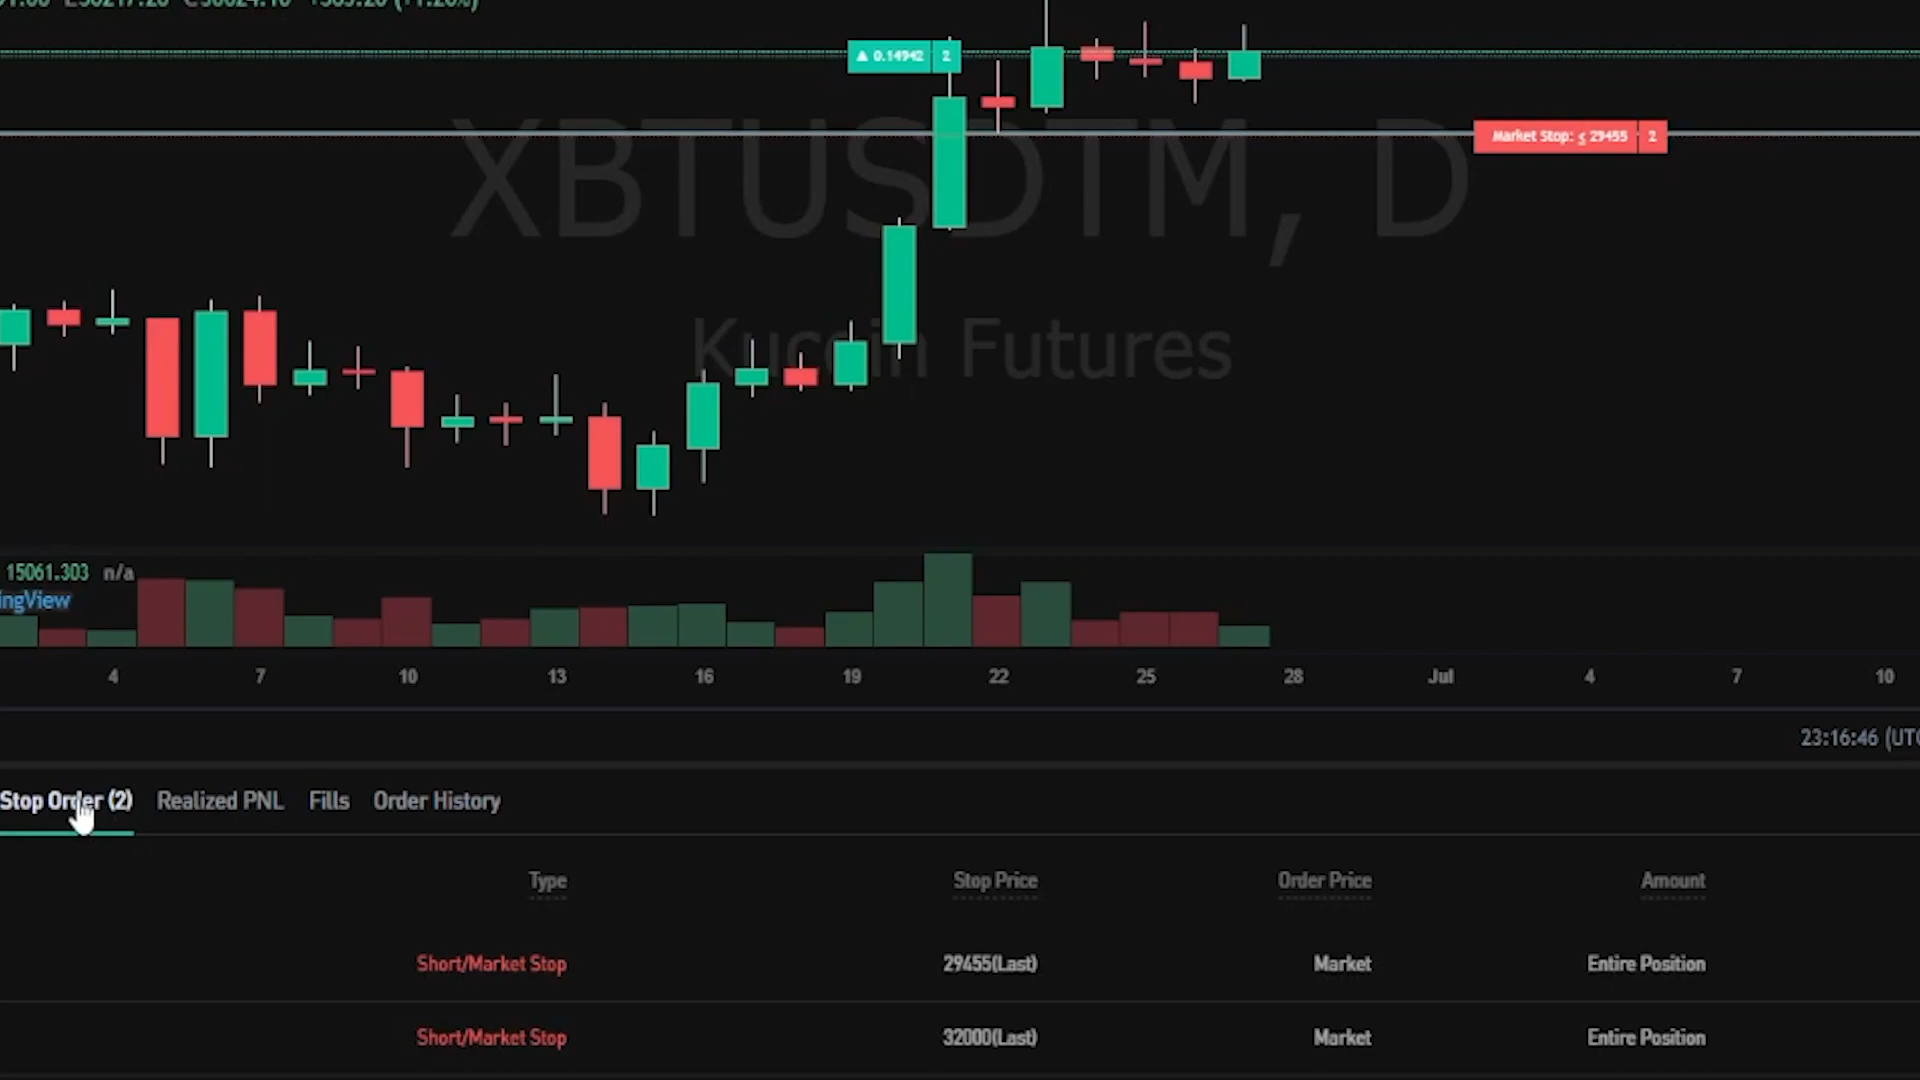 ▲ 0.14942 2
Market Stop: ≤ 29455 2
XBTUSDTM, D
Kucoin Futures
15061.303 n/a
ingView
4 7 10 13 16 19 22 25 28 Jul 4 7 10
23:16:46 (UTC
Stop Order (2) Realized PNL Fills Order History
Type Stop Price Order Price Amount
Short/Market Stop 29455(Last) Market Entire Position
Short/Market Stop 32000(Last) Market Entire Position